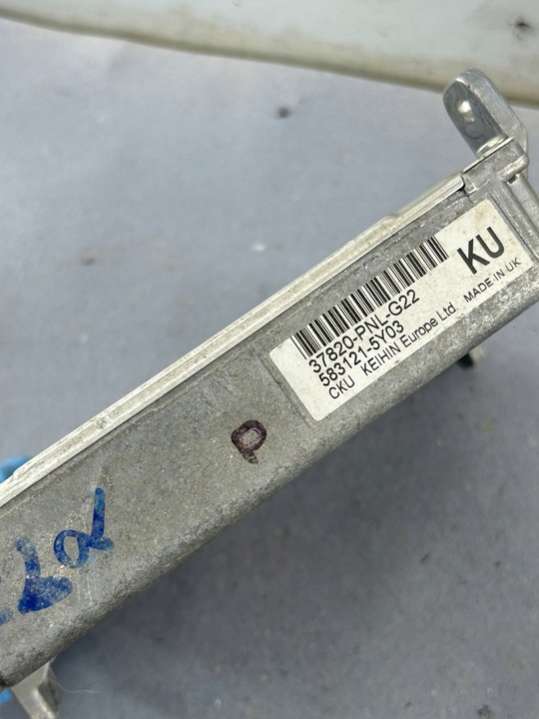 37820-PNL-G22
583121-5Y03
CKU KEIHIN Europe Ltd
KU
MADE IN UK
P